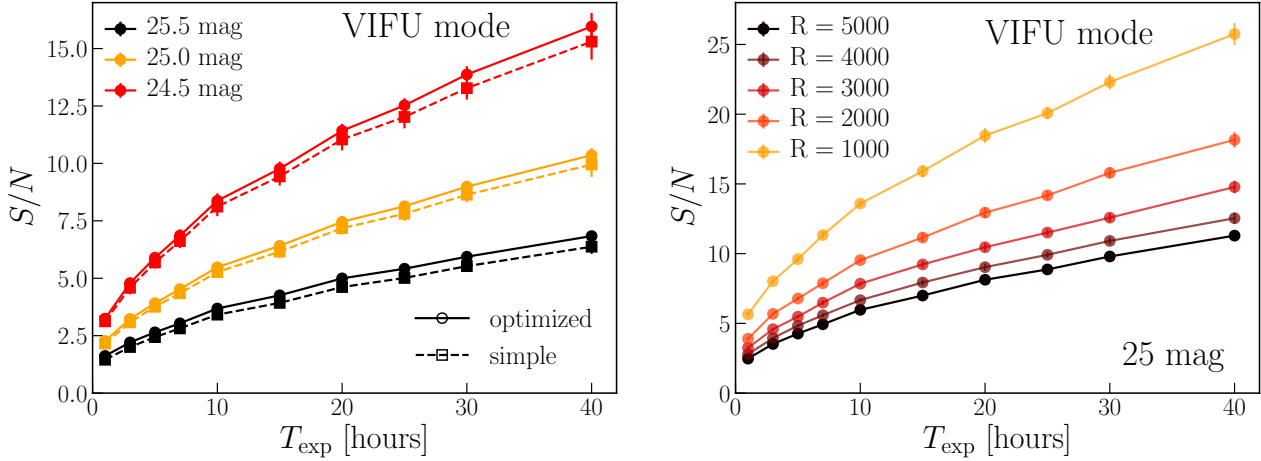 VIFU mode
25.5 mag
25.0 mag
24.5 mag
optimized
simple
S/N
0.0
2.5
5.0
7.5
10.0
12.5
15.0
0 10 20 30 40
T_exp [hours]
VIFU mode
R = 5000
R = 4000
R = 3000
R = 2000
R = 1000
25 mag
S/N
0
5
10
15
20
25
0 10 20 30 40
T_exp [hours]